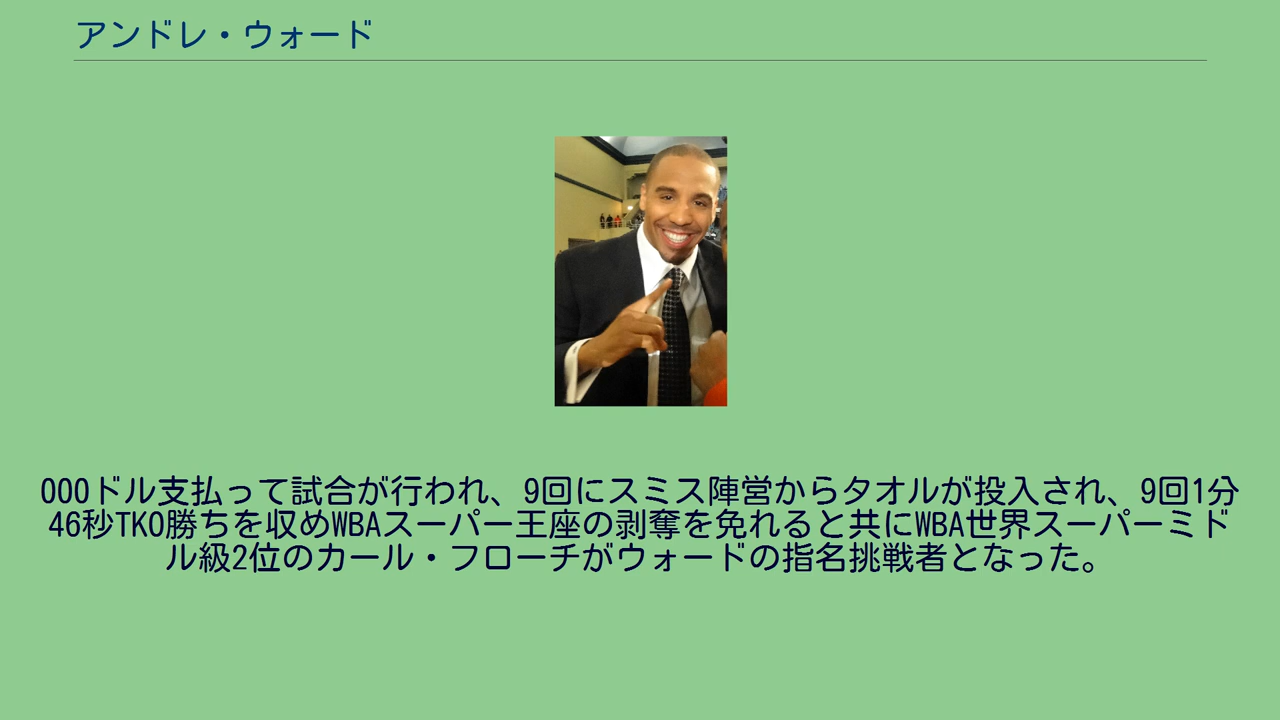 アンドレ・ウォード
000ドル支払って試合が行われ、9回にスミス陣営からタオルが投入され、9回1分
46秒TKO勝ちを収めWBAスーパー王座の剥奪を免れると共にWBA世界スーパーミド
ル級2位のカール・フローチがウォードの指名挑戦者となった。